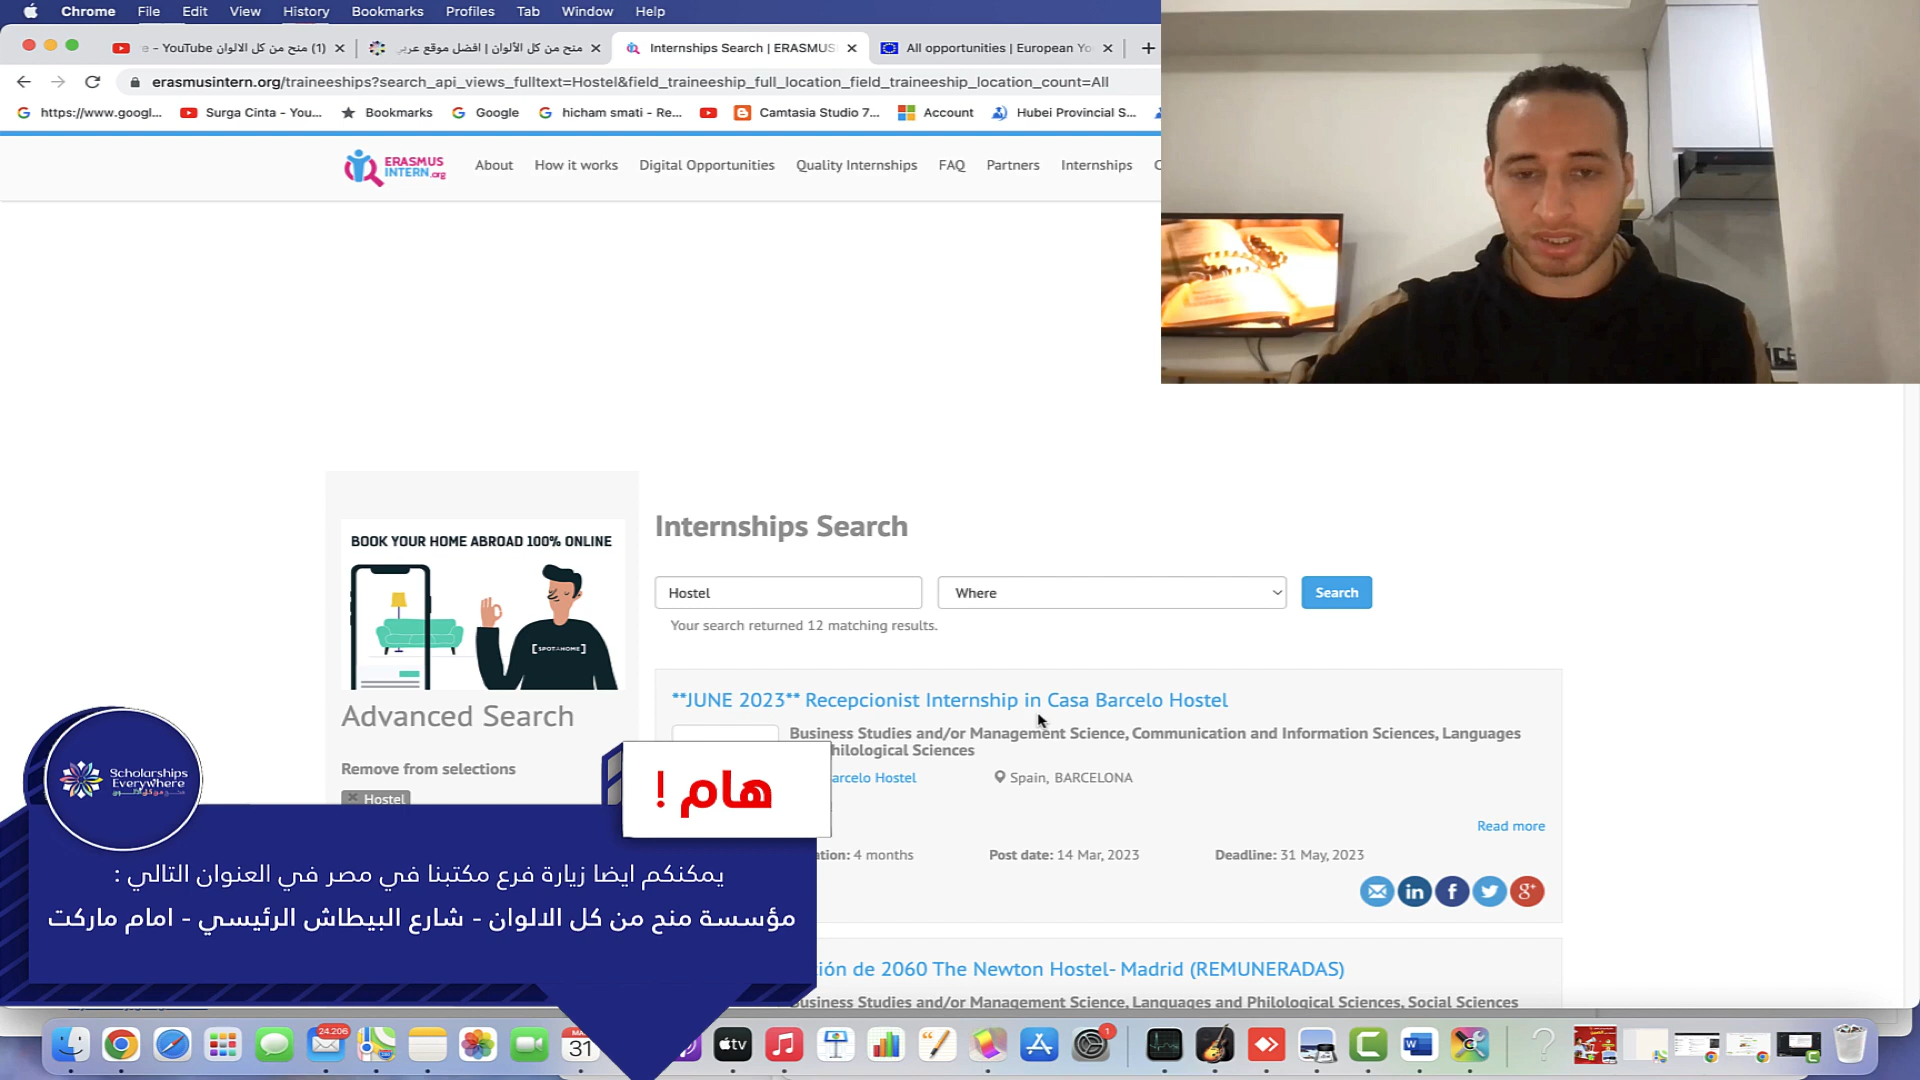 Chrome File Edit View History Bookmarks Profiles Tab Window Help
منح من كل الالوان (1) - YouTube
منح من كل الألوان | افضل موقع عربي
Internships Search | ERASMUS
All opportunities | European Yo
erasmusintern.org/traineeships?search_api_views_fulltext=Hostel&field_traineeship_full_location_field_traineeship_location_count=All
https://www.googl... Surga Cinta - You... Bookmarks Google hicham smati - Re... Camtasia Studio 7... Account Hubei Provincial S...
ERASMUS
INTERN.org
About How it works Digital Opportunities Quality Internships FAQ Partners Internships
BOOK YOUR HOME ABROAD 100% ONLINE
[SPOTAHOME]
Advanced Search
Remove from selections
Hostel
Internships Search
Hostel Where Search
Your search returned 12 matching results.
**JUNE 2023** Recepcionist Internship in Casa Barcelo Hostel
Business Studies and/or Management Science, Communication and Information Sciences, Languages
hilological Sciences
arcelo Hostel Spain, BARCELONA
Read more
4 months Post date: 14 Mar, 2023 Deadline: 31 May, 2023
ión de 2060 The Newton Hostel- Madrid (REMUNERADAS)
Business Studies and/or Management Science, Languages and Philological Sciences, Social Sciences
هام !
Scholarships
EveryWhere
يمكنكم ايضا زيارة فرع مكتبنا في مصر في العنوان التالي :
مؤسسة منح من كل الالوان - شارع البيطاش الرئيسي - امام ماركت
24.206
31
tv
1